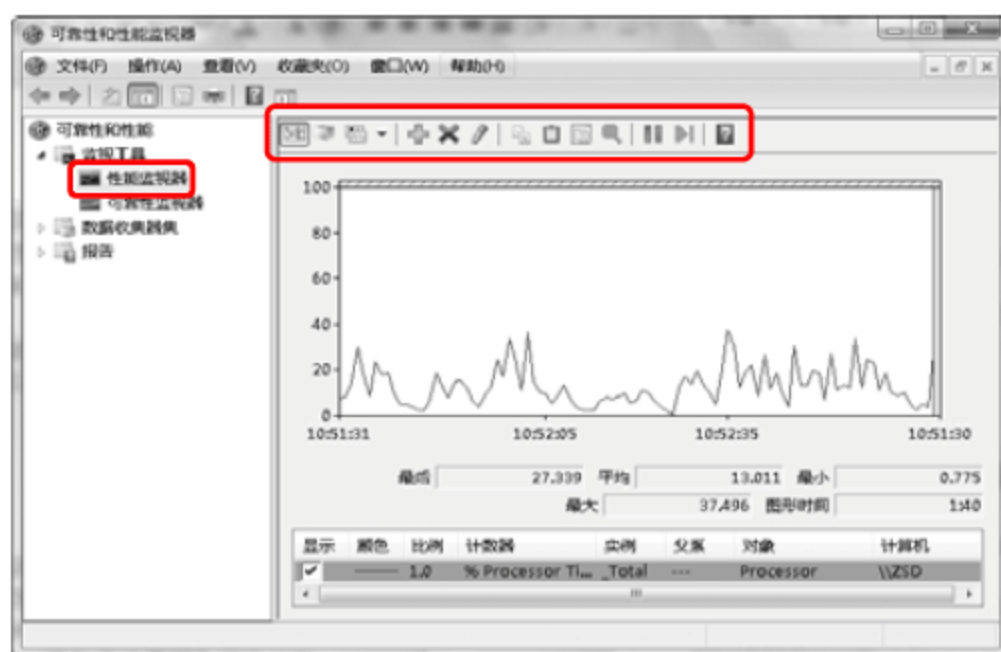 可靠性和性能监视器
文件(F) 操作(A) 查看(V) 收藏夹(O) 窗口(W) 帮助(H)
可靠性和性能
监视工具
性能监视器
可靠性监视器
数据收集器集
报告
100
80
60
40
20
0
10:51:31 10:52:05 10:52:35 10:51:30
最后 27.339 平均 13.011 最小 0.775
最大 37.496 图形时间 1:40
显示 颜色 比例 计数器 实例 父系 对象 计算机
1.0 % Processor Ti... _Total --- Processor \\ZSD